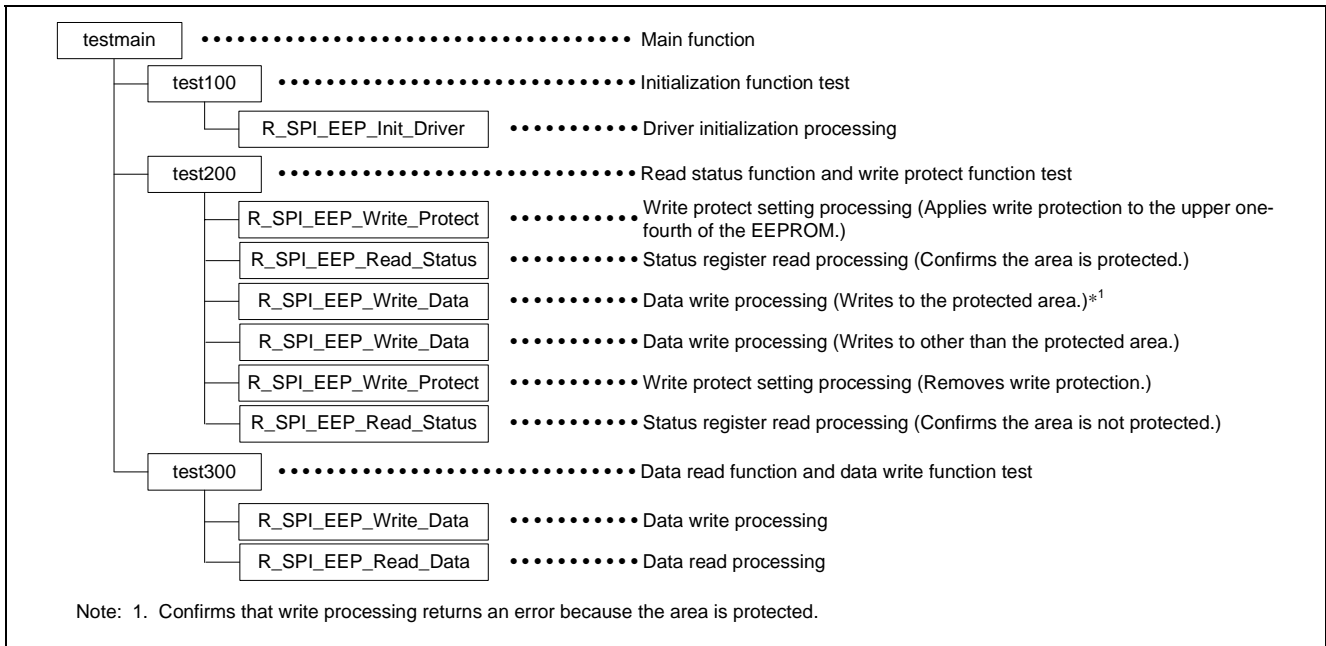 testmain •••••••••••••••••••••••••••••••••••• Main function
test100 •••••••••••••••••••••••••••••• Initialization function test
R_SPI_EEP_Init_Driver ••••••••••• Driver initialization processing
test200 •••••••••••••••••••••••••••••• Read status function and write protect function test
R_SPI_EEP_Write_Protect ••••••••••• Write protect setting processing (Applies write protection to the upper one-
fourth of the EEPROM.)
R_SPI_EEP_Read_Status ••••••••••• Status register read processing (Confirms the area is protected.)
R_SPI_EEP_Write_Data ••••••••••• Data write processing (Writes to the protected area.)*1
R_SPI_EEP_Write_Data ••••••••••• Data write processing (Writes to other than the protected area.)
R_SPI_EEP_Write_Protect ••••••••••• Write protect setting processing (Removes write protection.)
R_SPI_EEP_Read_Status ••••••••••• Status register read processing (Confirms the area is not protected.)
test300 •••••••••••••••••••••••••••••• Data read function and data write function test
R_SPI_EEP_Write_Data ••••••••••• Data write processing
R_SPI_EEP_Read_Data ••••••••••• Data read processing
Note: 1. Confirms that write processing returns an error because the area is protected.